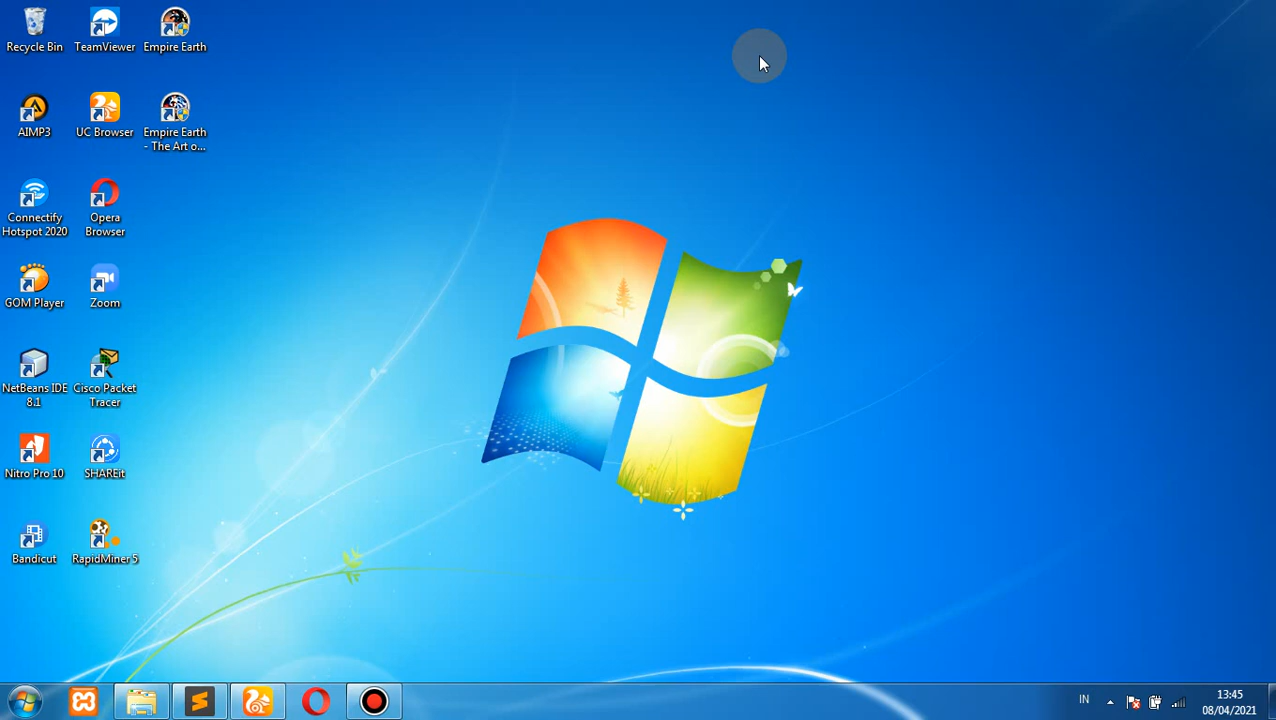 Recycle Bin
TeamViewer
Empire Earth
AIMP3
UC Browser
Empire Earth
- The Art o...
Connectify
Hotspot 2020
Opera
Browser
GOM Player
Zoom
NetBeans IDE
8.1
Cisco Packet
Tracer
Nitro Pro 10
SHAREit
Bandicut
RapidMiner 5
IN
13:45
08/04/2021